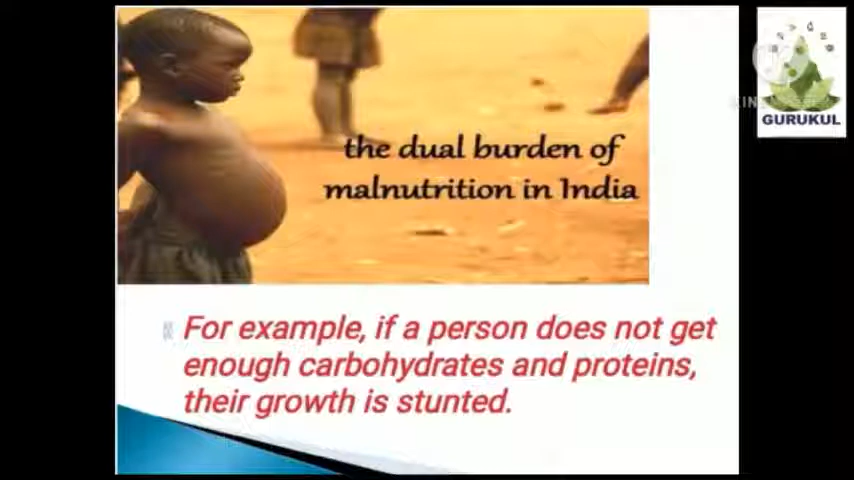 the dual burden of
malnutrition in India
GURUKUL
For example, if a person does not get
enough carbohydrates and proteins,
their growth is stunted.